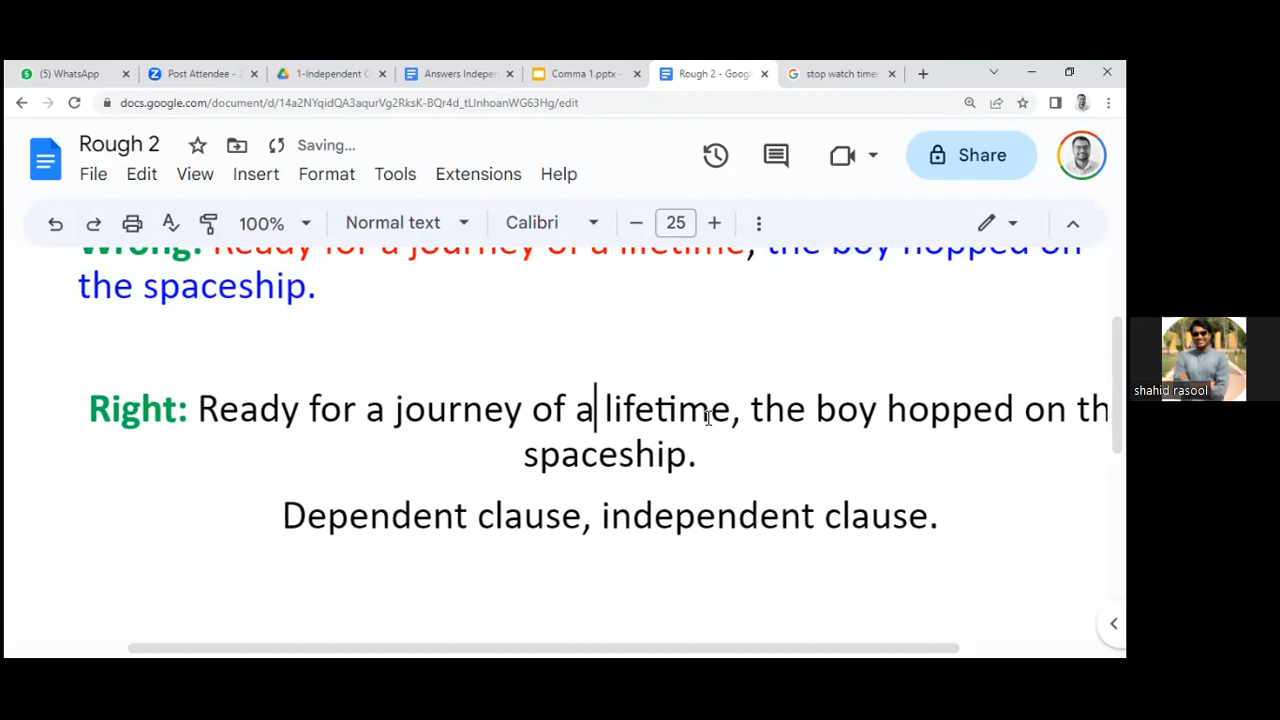 (5) WhatsApp
Post Attendee - Z
1-Independent C
Answers Indeper
Comma 1.pptx -
Rough 2 - Googl
stop watch time
docs.google.com/document/d/14a2NYqidQA3aqurVg2RksK-BQr4d_tLlnhoanWG63Hg/edit
Rough 2
Saving...
Share
File Edit View Insert Format Tools Extensions Help
100% Normal text Calibri 25
Wrong: Ready for a journey of a lifetime, the boy hopped on
the spaceship.
Right: Ready for a journey of a lifetime, the boy hopped on th
spaceship.
Dependent clause, independent clause.
shahid rasool